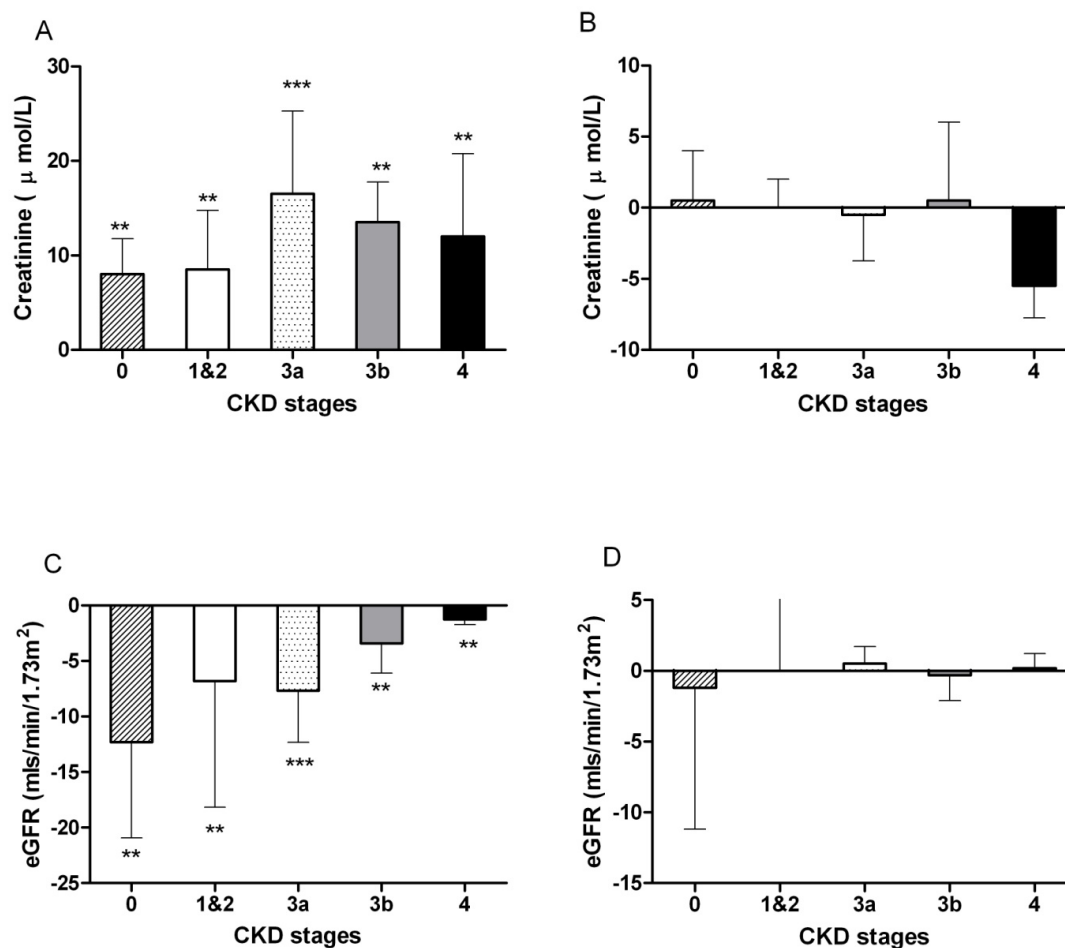 A
Creatinine ( μ mol/L)
30
20
10
0
**
**
***
**
**
0 1&2 3a 3b 4
CKD stages
B
Creatinine ( μ mol/L)
10
5
0
-5
-10
0 1&2 3a 3b 4
CKD stages
C
eGFR (mls/min/1.73m²)
0
-5
-10
-15
-20
-25
**
**
***
**
**
0 1&2 3a 3b 4
CKD stages
D
eGFR (mls/min/1.73m²)
5
0
-5
-10
-15
0 1&2 3a 3b 4
CKD stages